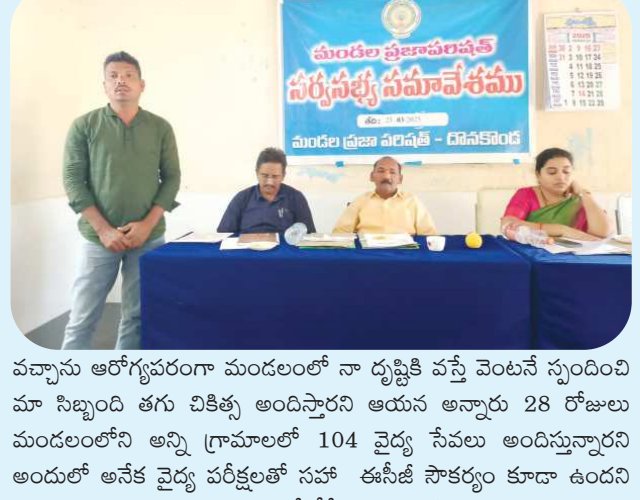 మండల ప్రజాపరిషత్
సర్వసభ్య సమావేశము
తేది:
మండల ప్రజా పరిషత్ - దొనకొండ
2025
వచ్చాను ఆరోగ్యపరంగా మండలంలో నా దృష్టికి వస్తే వెంటనే స్పందించి
మా సిబ్బంది తగు చికిత్స అందిస్తారని ఆయన అన్నారు 28 రోజులు
మండలంలోని అన్ని గ్రామాలలో 104 వైద్య సేవలు అందిస్తున్నారని
అందులో అనేక వైద్య పరీక్షలతో సహా ఈసీజీ సౌకర్యం కూడా ఉందని